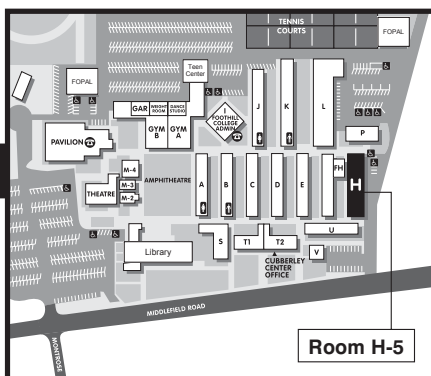 TENNIS
COURTS
FOPAL
FOPAL
Teen
Center
GAR
WEIGHT
ROOM
DANCE
STUDIO
GYM
B
GYM
A
I
FOOTHILL
COLLEGE
ADMIN.
J
K
L
P
PAVILION
M-4
M-3
M-2
THEATRE
AMPHITHEATRE
A
B
C
D
E
FH
H
Library
S
T1
T2
U
V
CUBBERLEY
CENTER
OFFICE
MIDDLEFIELD ROAD
MONTROSE
Room H-5